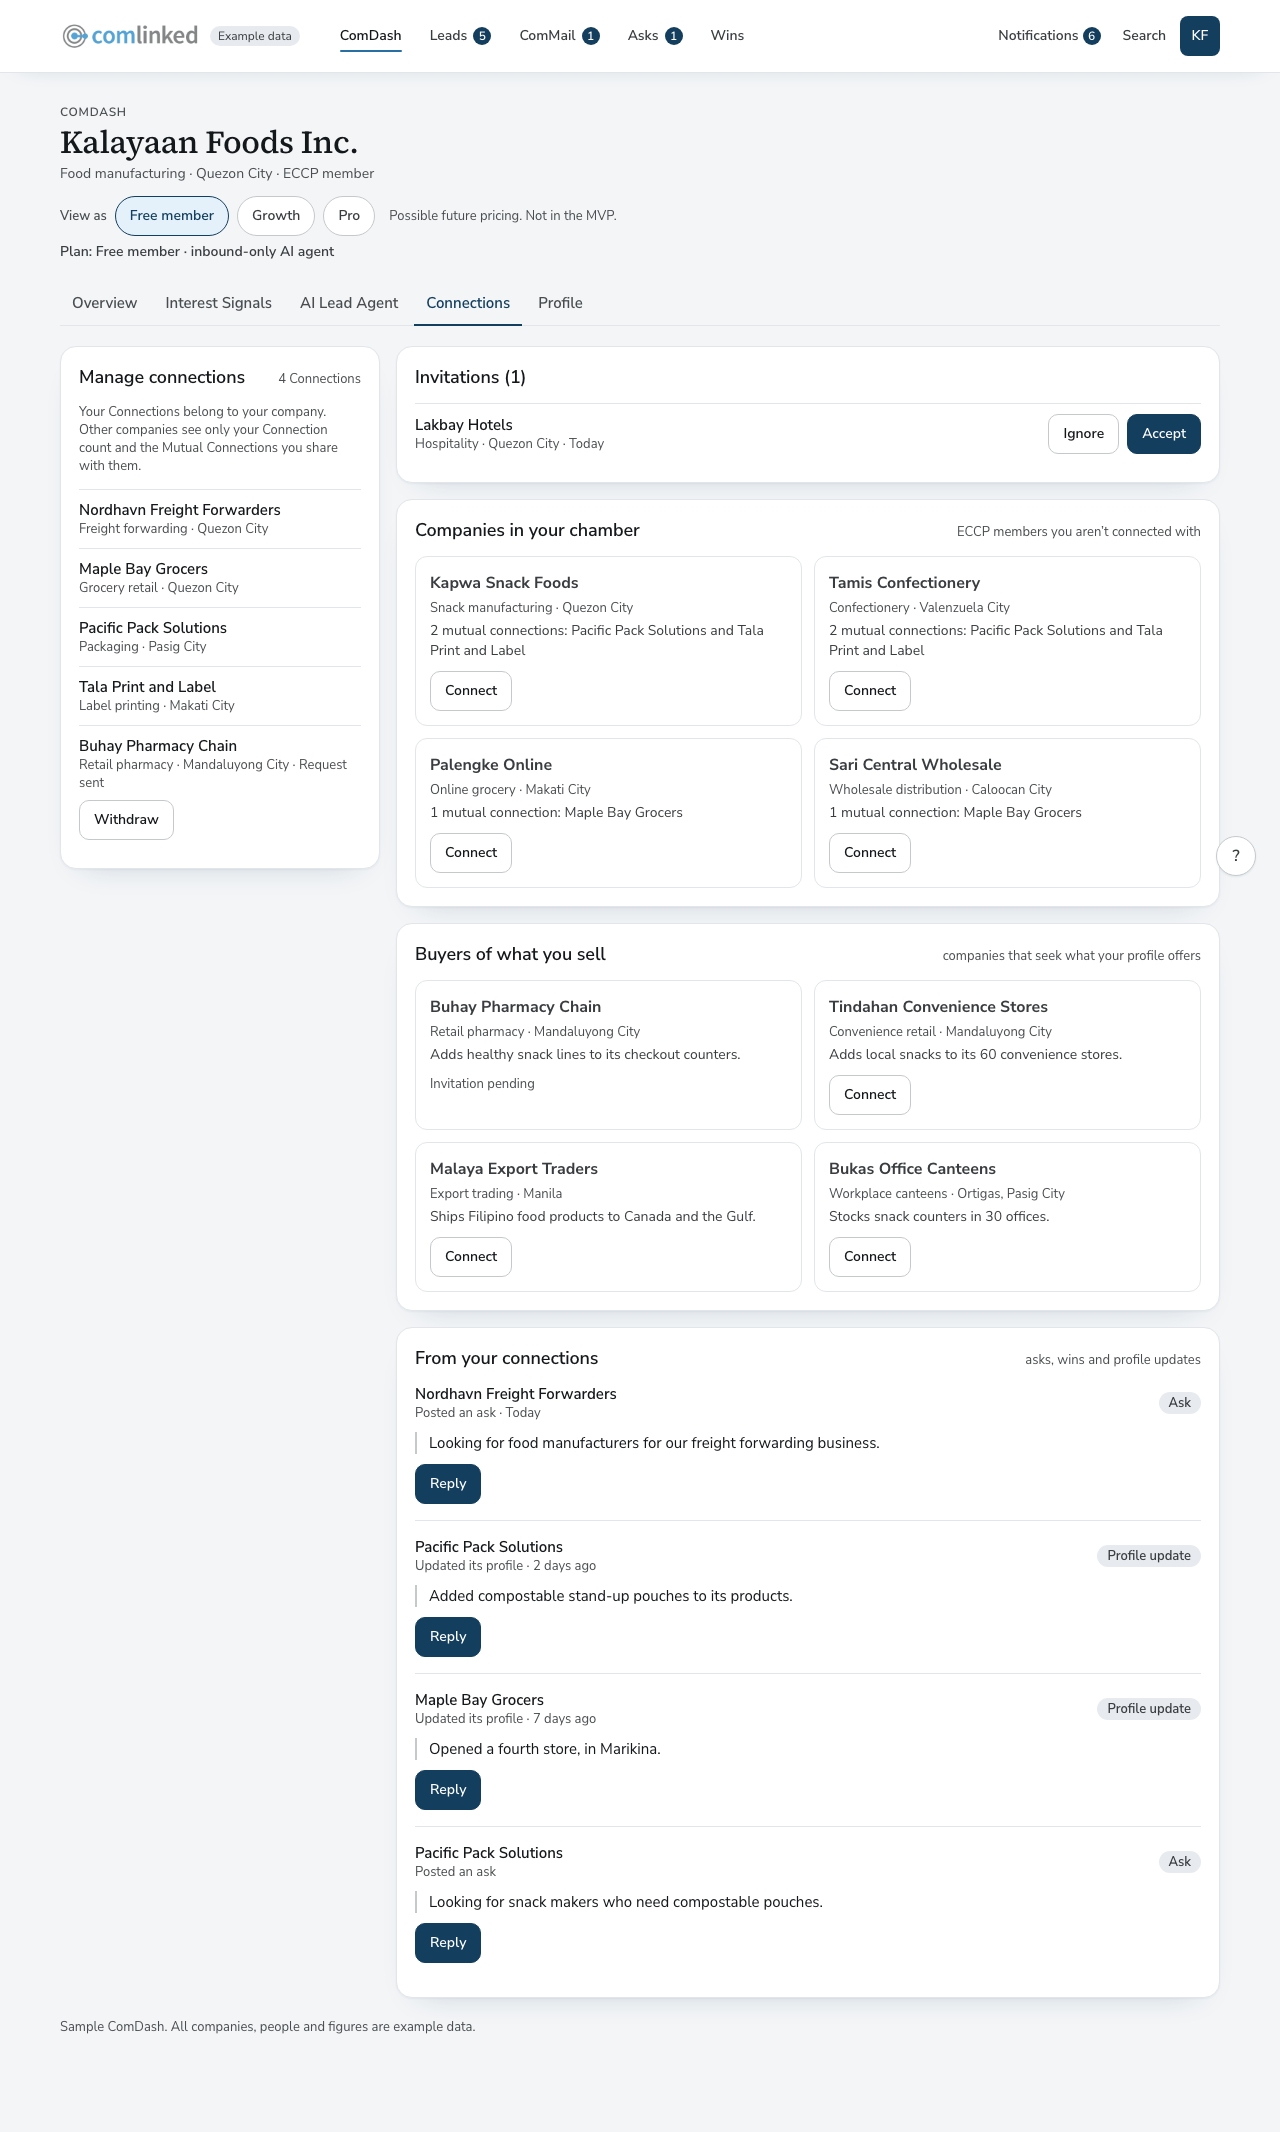 comlinked
Example data
ComDash
Leads 5
ComMail 1
Asks 1
Wins
Notifications 6
Search
KF
COMDASH
Kalayaan Foods Inc.
Food manufacturing · Quezon City · ECCP member
View as
Free member
Growth
Pro
Possible future pricing. Not in the MVP.
Plan: Free member · inbound-only AI agent
Overview
Interest Signals
AI Lead Agent
Connections
Profile
Manage connections
4 Connections
Your Connections belong to your company.
Other companies see only your Connection
count and the Mutual Connections you share
with them.
Nordhavn Freight Forwarders
Freight forwarding · Quezon City
Maple Bay Grocers
Grocery retail · Quezon City
Pacific Pack Solutions
Packaging · Pasig City
Tala Print and Label
Label printing · Makati City
Buhay Pharmacy Chain
Retail pharmacy · Mandaluyong City · Request
sent
Withdraw
Invitations (1)
Lakbay Hotels
Hospitality · Quezon City · Today
Ignore
Accept
Companies in your chamber
ECCP members you aren't connected with
Kapwa Snack Foods
Snack manufacturing · Quezon City
2 mutual connections: Pacific Pack Solutions and Tala
Print and Label
Connect
Tamis Confectionery
Confectionery · Valenzuela City
2 mutual connections: Pacific Pack Solutions and Tala
Print and Label
Connect
Palengke Online
Online grocery · Makati City
1 mutual connection: Maple Bay Grocers
Connect
Sari Central Wholesale
Wholesale distribution · Caloocan City
1 mutual connection: Maple Bay Grocers
Connect
?
Buyers of what you sell
companies that seek what your profile offers
Buhay Pharmacy Chain
Retail pharmacy · Mandaluyong City
Adds healthy snack lines to its checkout counters.
Invitation pending
Tindahan Convenience Stores
Convenience retail · Mandaluyong City
Adds local snacks to its 60 convenience stores.
Connect
Malaya Export Traders
Export trading · Manila
Ships Filipino food products to Canada and the Gulf.
Connect
Bukas Office Canteens
Workplace canteens · Ortigas, Pasig City
Stocks snack counters in 30 offices.
Connect
From your connections
asks, wins and profile updates
Nordhavn Freight Forwarders
Posted an ask · Today
Ask
Looking for food manufacturers for our freight forwarding business.
Reply
Pacific Pack Solutions
Updated its profile · 2 days ago
Profile update
Added compostable stand-up pouches to its products.
Reply
Maple Bay Grocers
Updated its profile · 7 days ago
Profile update
Opened a fourth store, in Marikina.
Reply
Pacific Pack Solutions
Posted an ask
Ask
Looking for snack makers who need compostable pouches.
Reply
Sample ComDash. All companies, people and figures are example data.